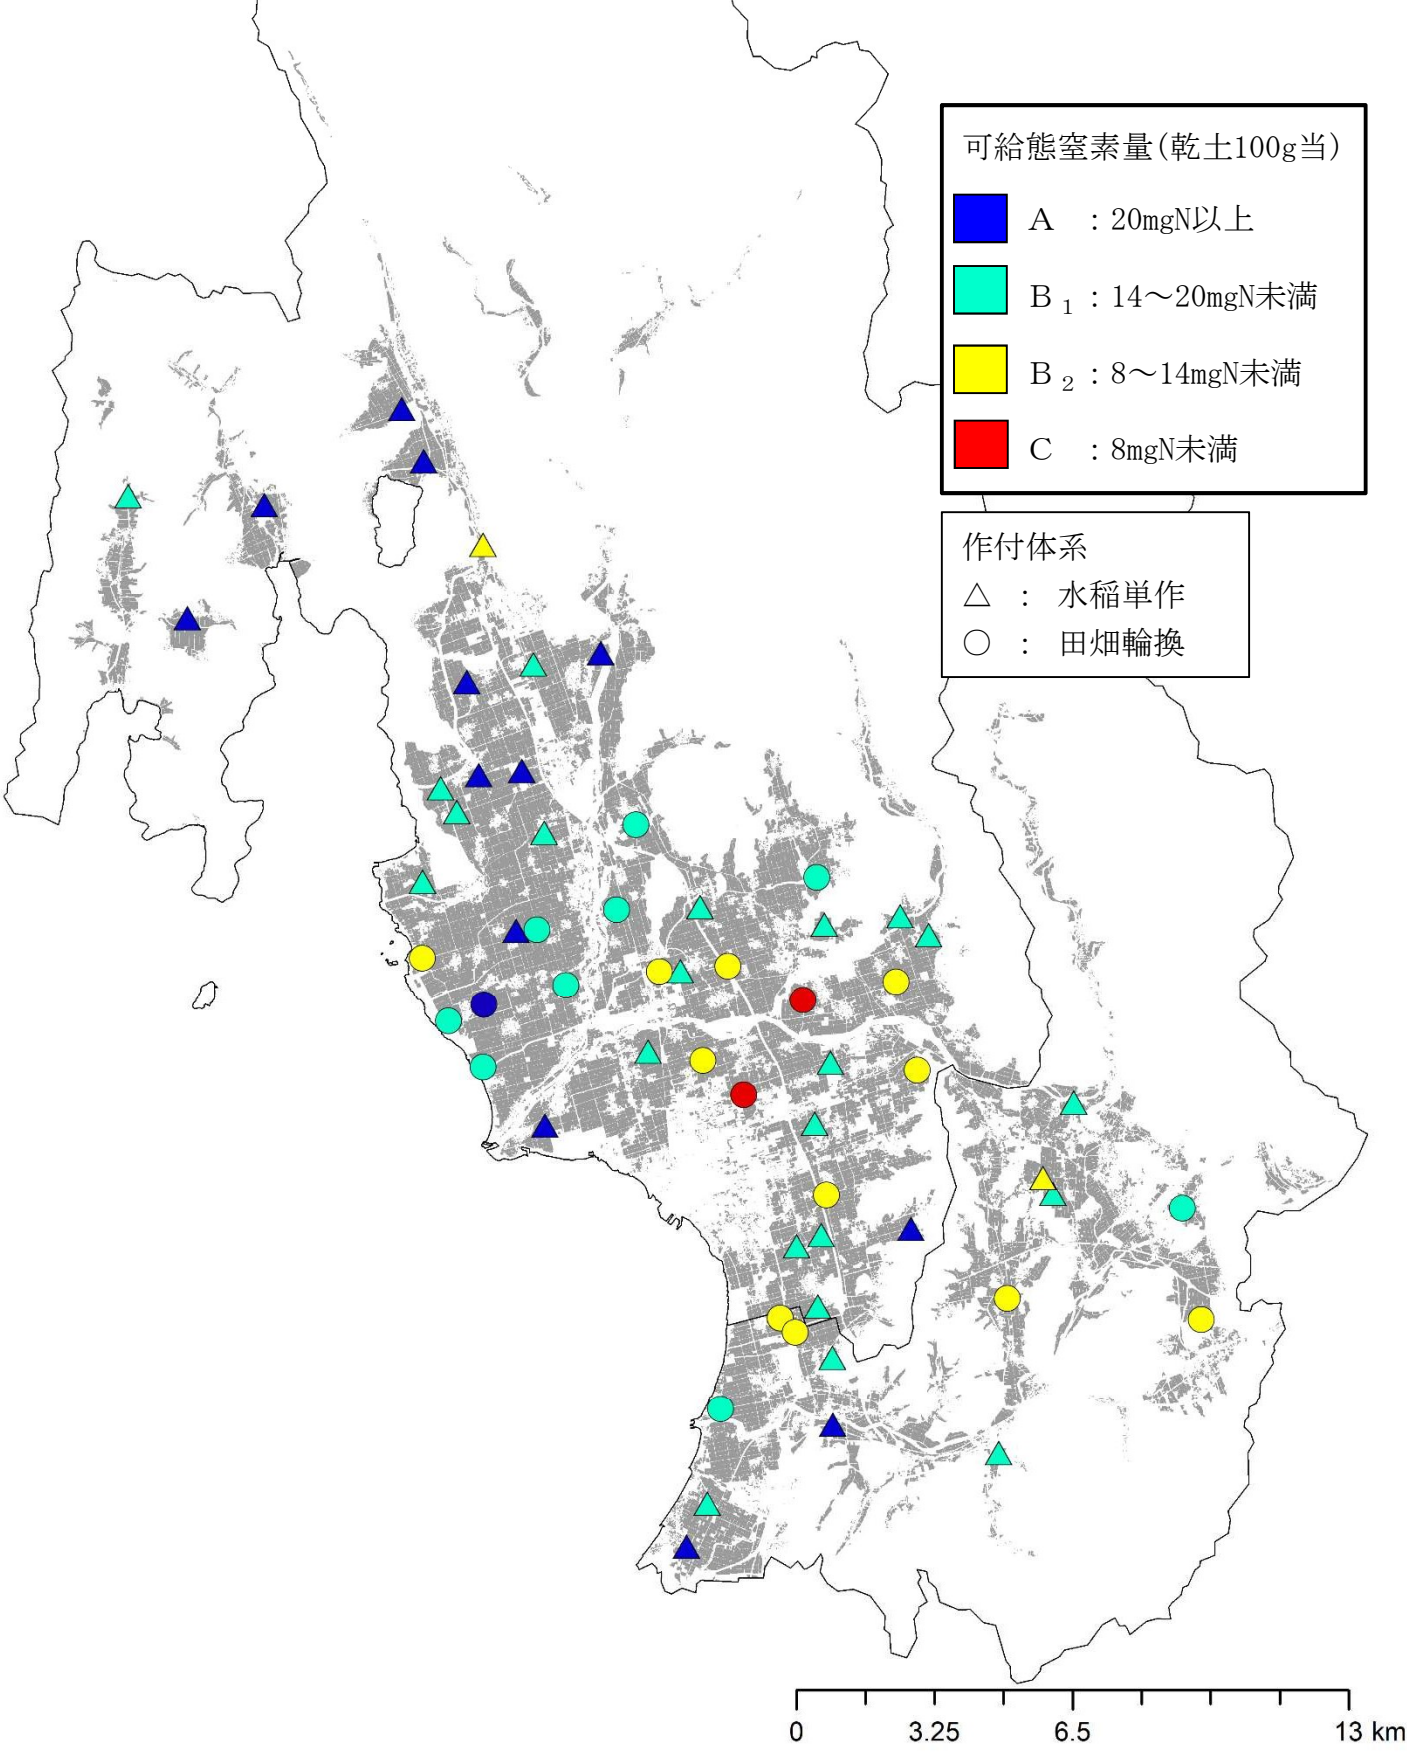 可給態窒素量(乾土100g当)
A : 20mgN以上
B1 : 14～20mgN未満
B2 : 8～14mgN未満
C : 8mgN未満
作付体系
△ : 水稲単作
○ : 田畑輪換
0 3.25 6.5 13 km